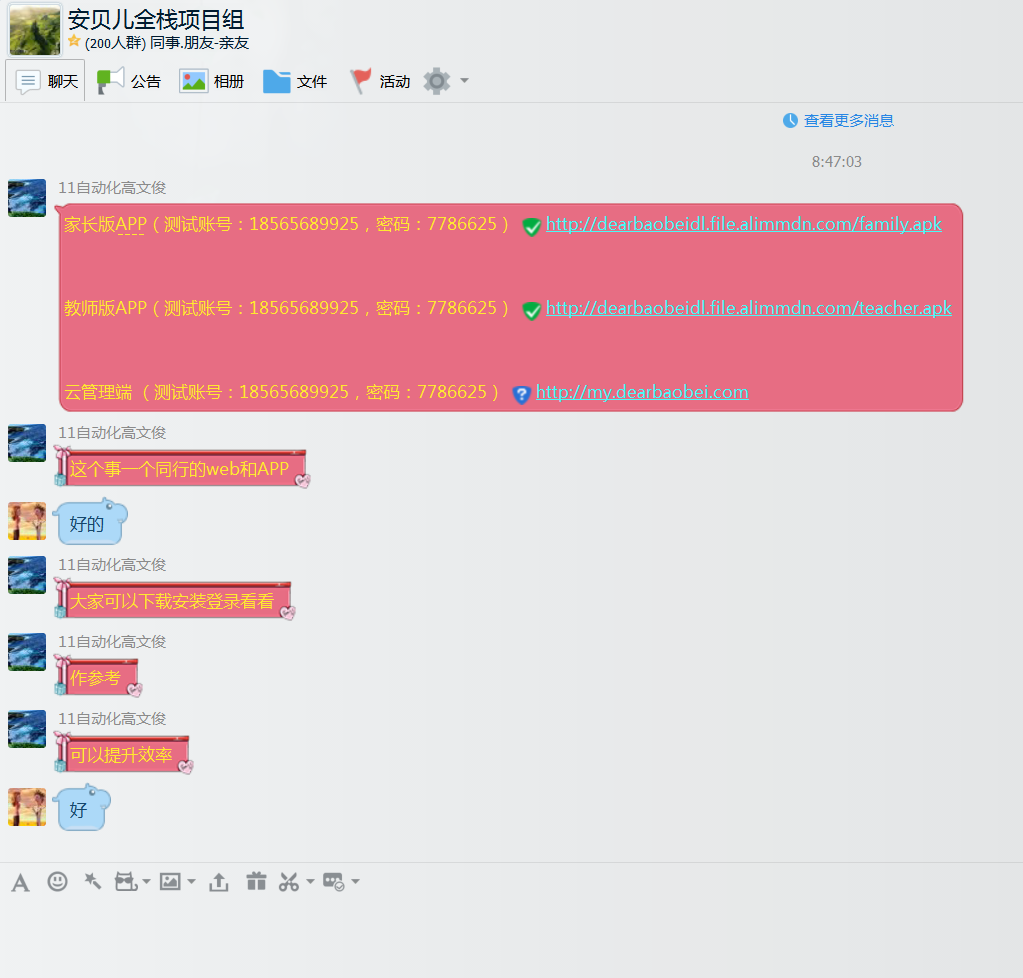 安贝儿全栈项目组
(200人群) 同事.朋友-亲友
聊天 公告 相册 文件 活动
查看更多消息
8:47:03
11自动化高文俊
家长版APP（测试账号：18565689925，密码：7786625） http://dearbaobeidl.file.alimmdn.com/family.apk
教师版APP（测试账号：18565689925，密码：7786625） http://dearbaobeidl.file.alimmdn.com/teacher.apk
云管理端 （测试账号：18565689925，密码：7786625） http://my.dearbaobei.com
11自动化高文俊
这个事一个同行的web和APP
好的
11自动化高文俊
大家可以下载安装登录看看
11自动化高文俊
作参考
11自动化高文俊
可以提升效率
好